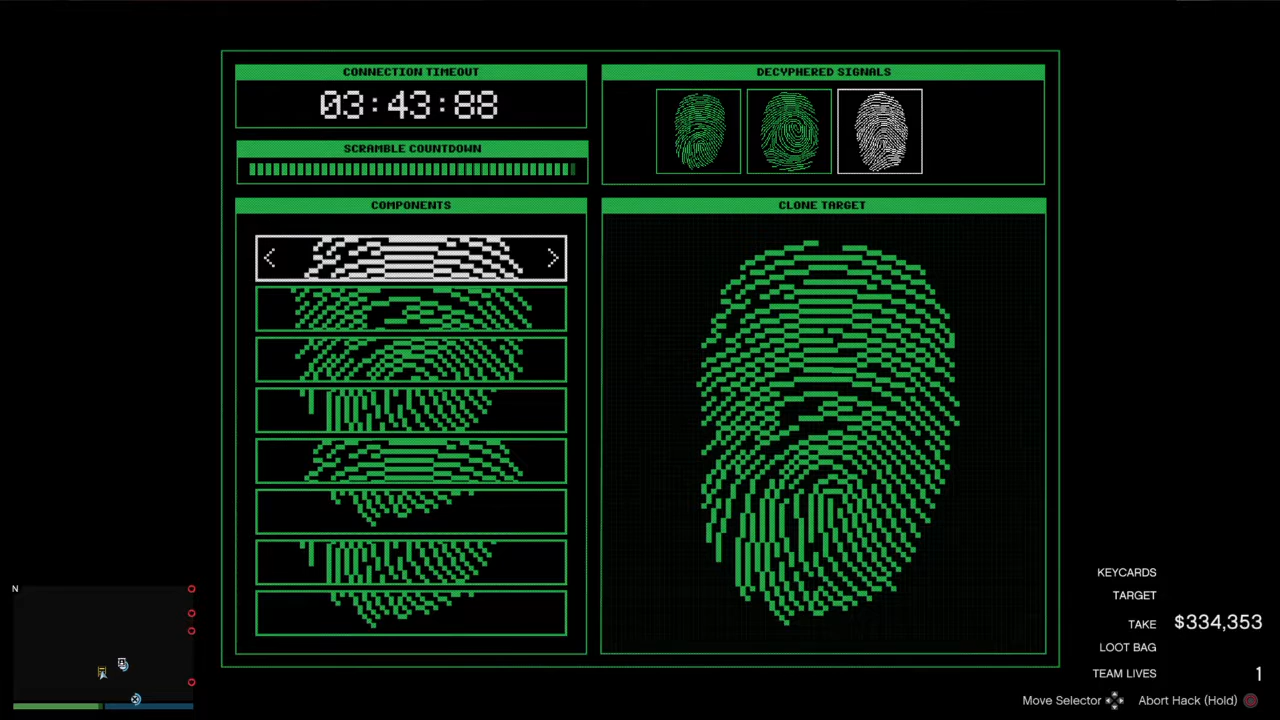 CONNECTION TIMEOUT
03:43:88
SCRAMBLE COUNTDOWN
COMPONENTS
DECYPHERED SIGNALS
CLONE TARGET
N
KEYCARDS
TARGET
TAKE $334,353
LOOT BAG
TEAM LIVES 1
Move Selector Abort Hack (Hold)